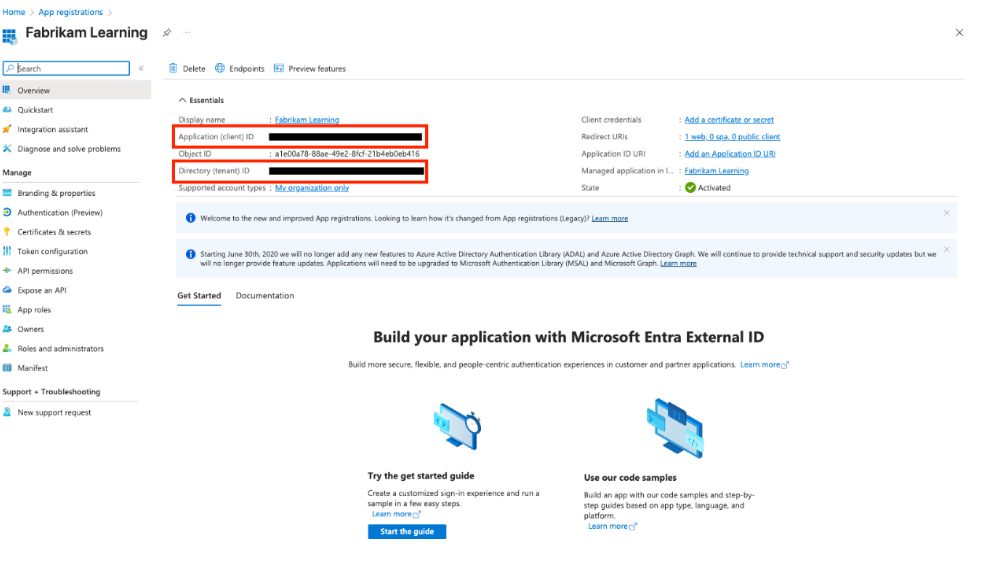 Home > App registrations >
Fabrikam Learning
Search
Overview
Quickstart
Integration assistant
Diagnose and solve problems
Manage
Branding & properties
Authentication (Preview)
Certificates & secrets
Token configuration
API permissions
Expose an API
App roles
Owners
Roles and administrators
Manifest
Support + Troubleshooting
New support request
Delete Endpoints Preview features
Essentials
Display name : Fabrikam Learning
Application (client) ID
Object ID : a1e00a78-88ae-49e2-8fcf-21b4eb0eb416
Directory (tenant) ID
Supported account types : My organization only
Client credentials : Add a certificate or secret
Redirect URIs : 1 web, 0 spa, 0 public client
Application ID URI : Add an Application ID URI
Managed application in l... : Fabrikam Learning
State : Activated
Welcome to the new and improved App registrations. Looking to learn how it's changed from App registrations (Legacy)? Learn more
Starting June 30th, 2020 we will no longer add any new features to Azure Active Directory Authentication Library (ADAL) and Azure Active Directory Graph. We will continue to provide technical support and security updates but we
will no longer provide feature updates. Applications will need to be upgraded to Microsoft Authentication Library (MSAL) and Microsoft Graph. Learn more
Get Started Documentation
Build your application with Microsoft Entra External ID
Build more secure, flexible, and people-centric authentication experiences in customer and partner applications. Learn more
Try the get started guide
Create a customized sign-in experience and run a
sample in a few easy steps.
Learn more
Start the guide
Use our code samples
Build an app with our code samples and step-by-
step guides based on app type, language, and
platform.
Learn more